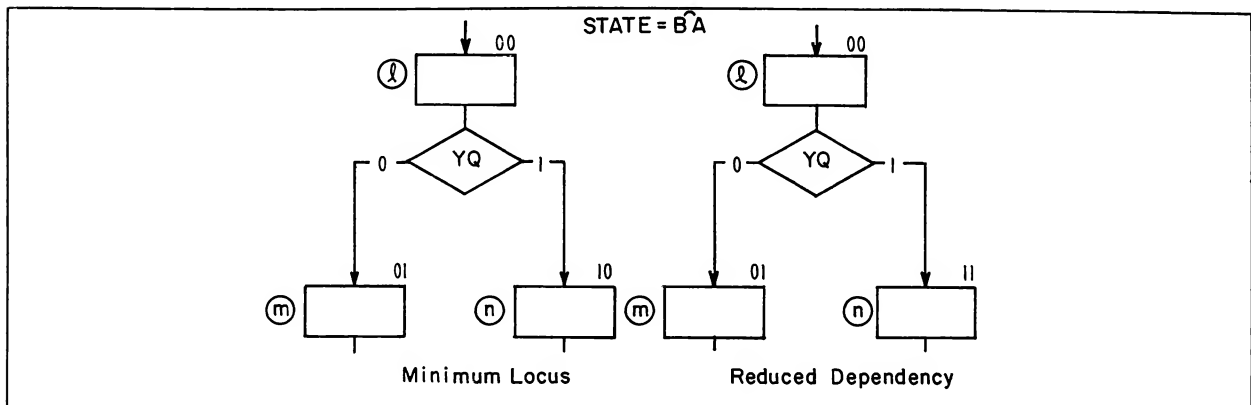 STATE = B̂A
00 00
ℓ ℓ
YQ YQ
0 1 0 1
01 10 01 11
m n m n
Minimum Locus Reduced Dependency